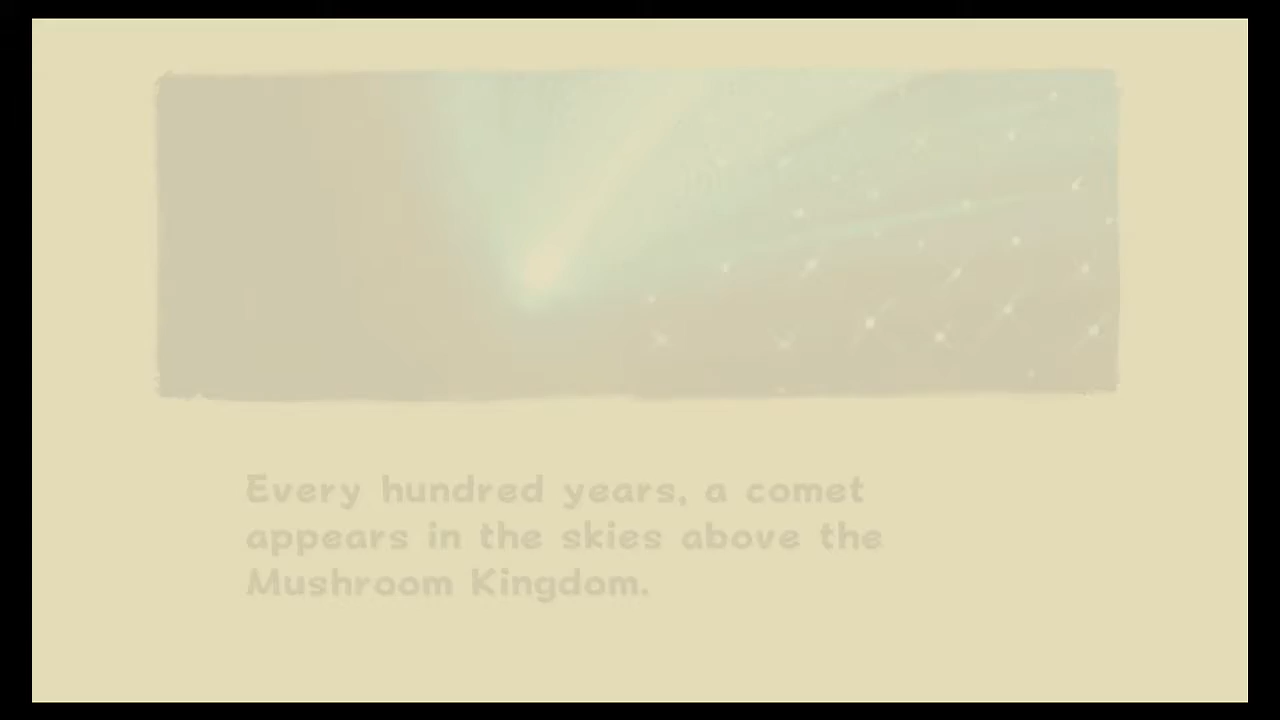 Every hundred years, a comet
appears in the skies above the
Mushroom Kingdom.